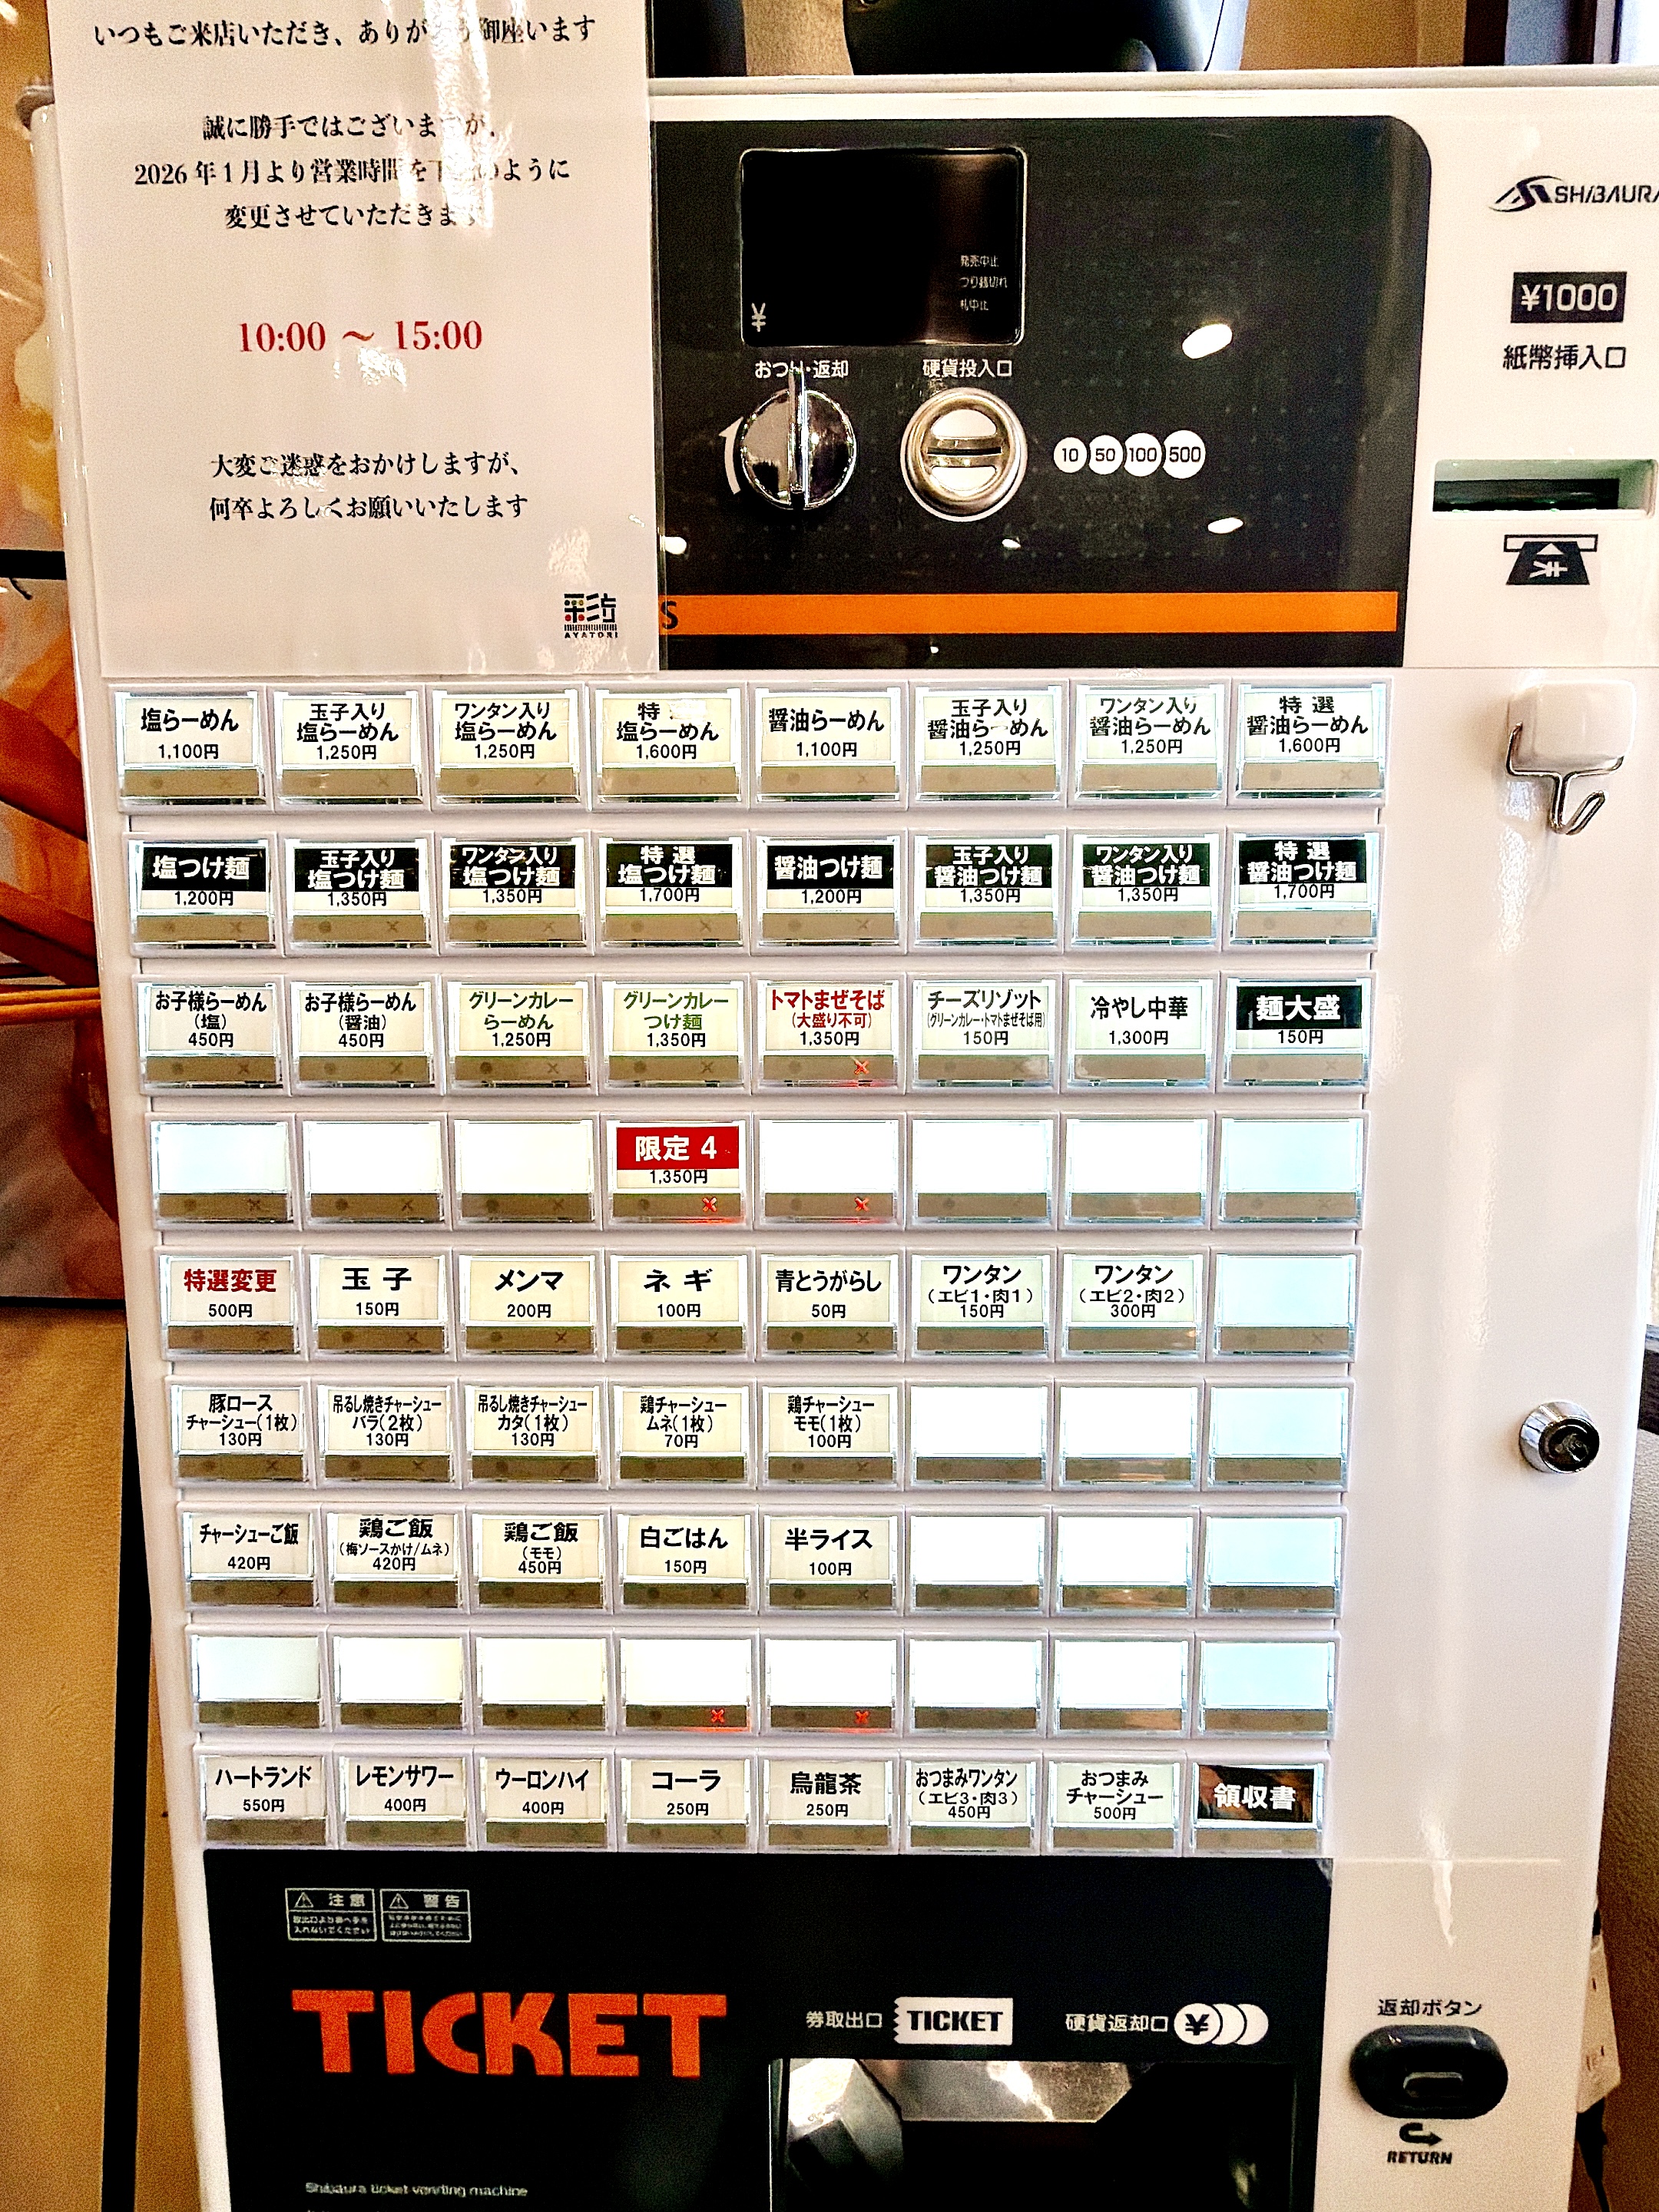 いつもご来店いただき、ありがとう御座います
誠に勝手ではございますが、
2026年1月より営業時間を下記のように
変更させていただきます
10:00 ～ 15:00
大変ご迷惑をおかけしますが、
何卒よろしくお願いいたします
彩泊
AYATORI
発売中止
つり銭切れ
札中止
¥
おつり・返却
硬貨投入口
10 50 100 500
S
SHIBAURA
¥1000
紙幣挿入口
塩らーめん
1,100円
玉子入り
塩らーめん
1,250円
ワンタン入り
塩らーめん
1,250円
特 選
塩らーめん
1,600円
醤油らーめん
1,100円
玉子入り
醤油らーめん
1,250円
ワンタン入り
醤油らーめん
1,250円
特 選
醤油らーめん
1,600円
塩つけ麺
1,200円
玉子入り
塩つけ麺
1,350円
ワンタン入り
塩つけ麺
1,350円
特 選
塩つけ麺
1,700円
醤油つけ麺
1,200円
玉子入り
醤油つけ麺
1,350円
ワンタン入り
醤油つけ麺
1,350円
特 選
醤油つけ麺
1,700円
お子様らーめん
(塩)
450円
お子様らーめん
(醤油)
450円
グリーンカレー
らーめん
1,250円
グリーンカレー
つけ麺
1,350円
トマトまぜそば
(大盛り不可)
1,350円
チーズリゾット
(グリーンカレー・トマトまぜそば用)
150円
冷やし中華
1,300円
麺大盛
150円
限定 4
1,350円
特選変更
500円
玉 子
150円
メンマ
200円
ネ ギ
100円
青とうがらし
50円
ワンタン
(エビ1・肉1)
150円
ワンタン
(エビ2・肉2)
300円
豚ロース
チャーシュー(1枚)
130円
吊るし焼きチャーシュー
バラ(2枚)
130円
吊るし焼きチャーシュー
カタ(1枚)
130円
鶏チャーシュー
ムネ(1枚)
70円
鶏チャーシュー
モモ(1枚)
100円
チャーシューご飯
420円
鶏ご飯
(梅ソースかけ/ムネ)
420円
鶏ご飯
(モモ)
450円
白ごはん
150円
半ライス
100円
ハートランド
550円
レモンサワー
400円
ウーロンハイ
400円
コーラ
250円
烏龍茶
250円
おつまみワンタン
(エビ3・肉3)
450円
おつまみ
チャーシュー
500円
領収書
注意
取出口より奥へ手を
入れないでください
警告
TICKET
券取出口
TICKET
硬貨返却口
¥
返却ボタン
RETURN
Shibaura ticket vending machine